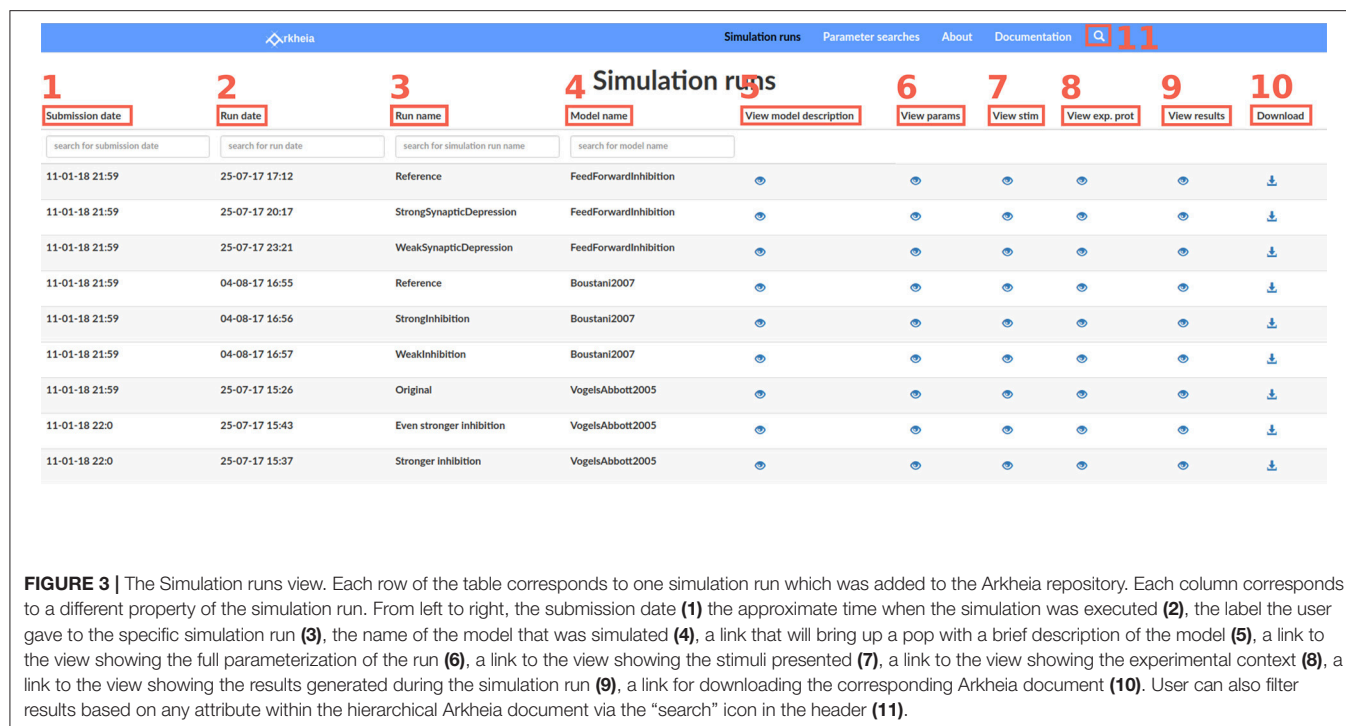 Arkheia
Simulation runs Parameter searches About Documentation 11
Simulation runs
1 2 3 4 5 6 7 8 9 10
Submission date Run date Run name Model name View model description View params View stim View exp. prot View results Download
search for submission date search for run date search for simulation run name search for model name
11-01-18 21:59 25-07-17 17:12 Reference FeedForwardInhibition
11-01-18 21:59 25-07-17 20:17 StrongSynapticDepression FeedForwardInhibition
11-01-18 21:59 25-07-17 23:21 WeakSynapticDepression FeedForwardInhibition
11-01-18 21:59 04-08-17 16:55 Reference Boustani2007
11-01-18 21:59 04-08-17 16:56 StrongInhibition Boustani2007
11-01-18 21:59 04-08-17 16:57 WeakInhibition Boustani2007
11-01-18 21:59 25-07-17 15:26 Original VogelsAbbott2005
11-01-18 22:0 25-07-17 15:43 Even stronger inhibition VogelsAbbott2005
11-01-18 22:0 25-07-17 15:37 Stronger inhibition VogelsAbbott2005
FIGURE 3 | The Simulation runs view. Each row of the table corresponds to one simulation run which was added to the Arkheia repository. Each column corresponds
to a different property of the simulation run. From left to right, the submission date (1) the approximate time when the simulation was executed (2), the label the user
gave to the specific simulation run (3), the name of the model that was simulated (4), a link that will bring up a pop with a brief description of the model (5), a link to
the view showing the full parameterization of the run (6), a link to the view showing the stimuli presented (7), a link to the view showing the experimental context (8), a
link to the view showing the results generated during the simulation run (9), a link for downloading the corresponding Arkheia document (10). User can also filter
results based on any attribute within the hierarchical Arkheia document via the “search” icon in the header (11).